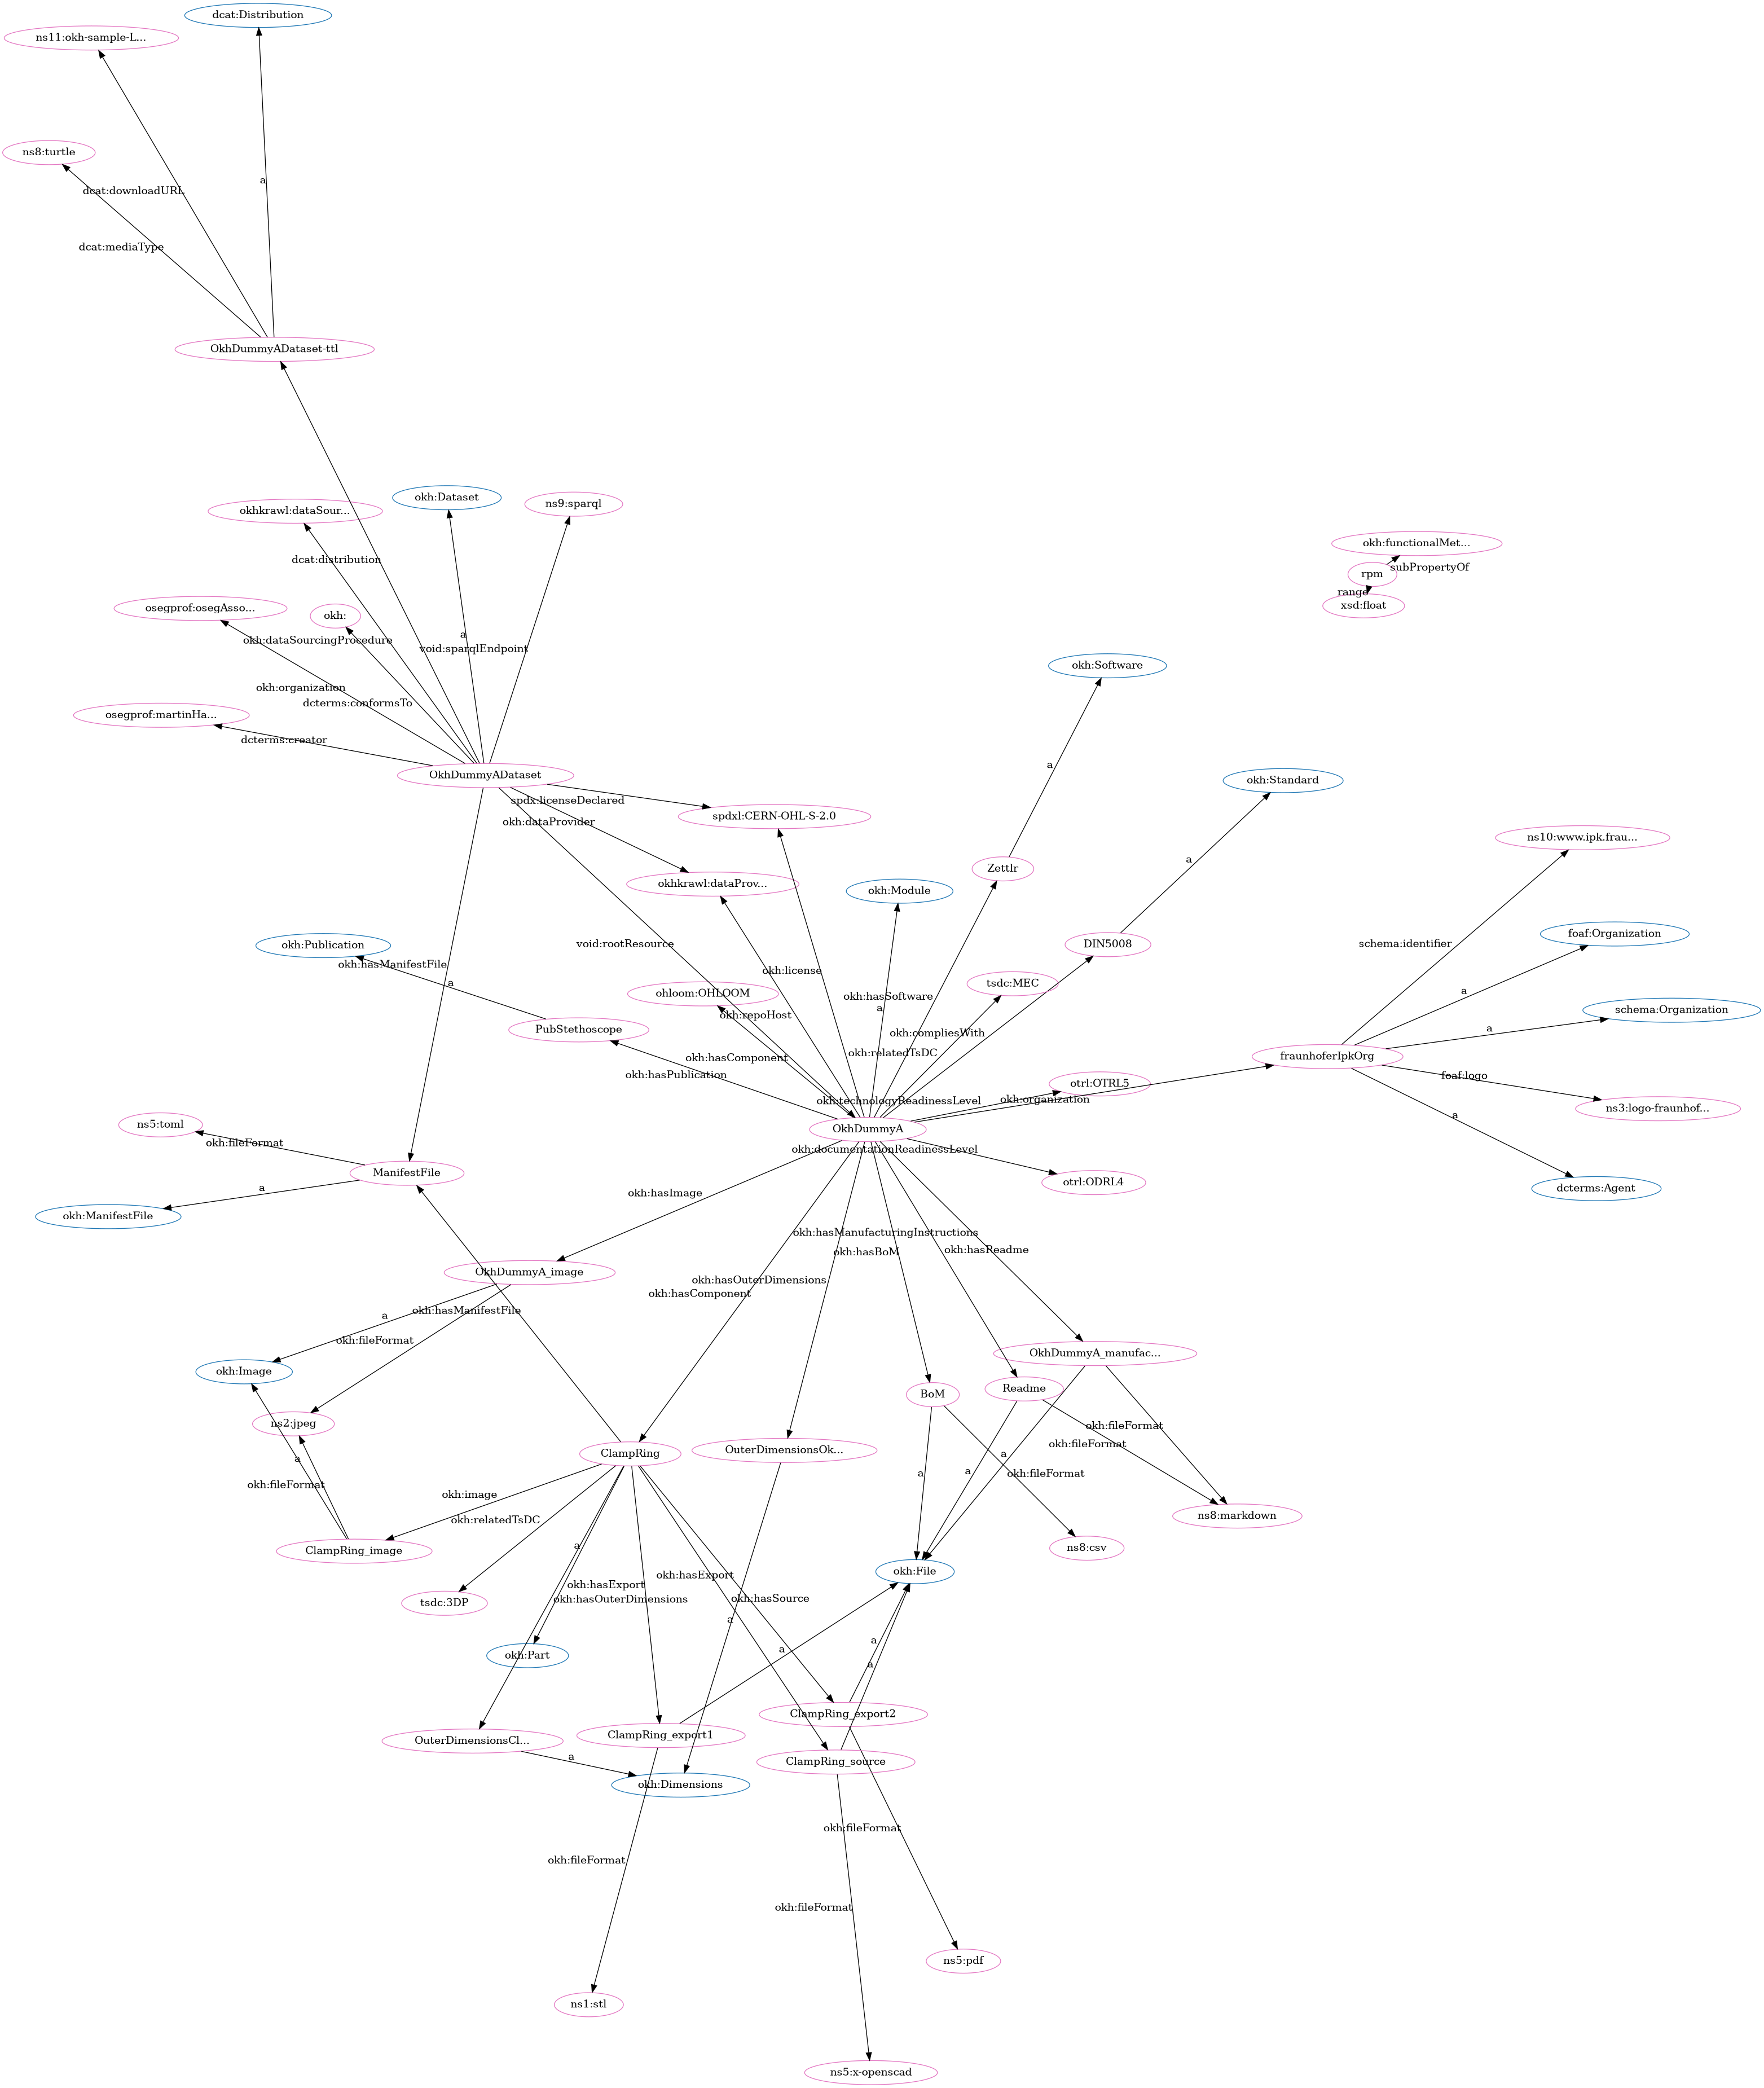 dcat:Distribution
ns11:okh-sample-L...
ns8:turtle
a
dcat:downloadURL
dcat:mediaType
OkhDummyADataset-ttl
okh:Dataset
ns9:sparql
okhkrawl:dataSour...
okh:functionalMet...
dcat:distribution
subPropertyOf
rpm
range
xsd:float
osegprof:osegAsso...
okh:
a
okh:dataSourcingProcedure
void:sparqlEndpoint
okh:Software
okh:organization
dcterms:conformsTo
osegprof:martinHa...
dcterms:creator
a
OkhDummyADataset
okh:Standard
spdx:licenseDeclared
spdxl:CERN-OHL-S-2.0
okh:dataProvider
ns10:www.ipk.frau...
a
Zettlr
okhkrawl:dataProv...
okh:Module
foaf:Organization
okh:Publication
void:rootResource
DIN5008
schema:identifier
okh:hasManifestFile
okh:license
a
tsdc:MEC
a
ohloom:OHLOOM
okh:hasSoftware
a
schema:Organization
okh:repoHost
PubStethoscope
okh:compliesWith
a
okh:relatedTsDC
okh:hasComponent
fraunhoferIpkOrg
okh:hasPublication
otrl:OTRL5
foaf:logo
okh:technologyReadinessLevel
okh:organization
ns3:logo-fraunhof...
a
ns5:toml
OkhDummyA
okh:fileFormat
okh:documentationReadinessLevel
ManifestFile
otrl:ODRL4
a
dcterms:Agent
okh:hasImage
okh:ManifestFile
okh:hasManufacturingInstructions
okh:hasBoM
okh:hasReadme
OkhDummyA_image
okh:hasOuterDimensions
okh:hasComponent
okh:hasManifestFile
a
okh:fileFormat
OkhDummyA_manufac...
okh:Image
Readme
BoM
ns2:jpeg
okh:fileFormat
okh:fileFormat
OuterDimensionsOk...
ClampRing
a
a
okh:fileFormat
a
a
okh:fileFormat
okh:image
okh:relatedTsDC
ns8:markdown
a
ns8:csv
ClampRing_image
okh:File
okh:hasExport
okh:hasExport
okh:hasOuterDimensions
okh:hasSource
tsdc:3DP
a
a
a
okh:Part
a
ClampRing_export2
ClampRing_export1
OuterDimensionsCl...
a
ClampRing_source
okh:Dimensions
okh:fileFormat
okh:fileFormat
okh:fileFormat
ns5:pdf
ns1:stl
ns5:x-openscad